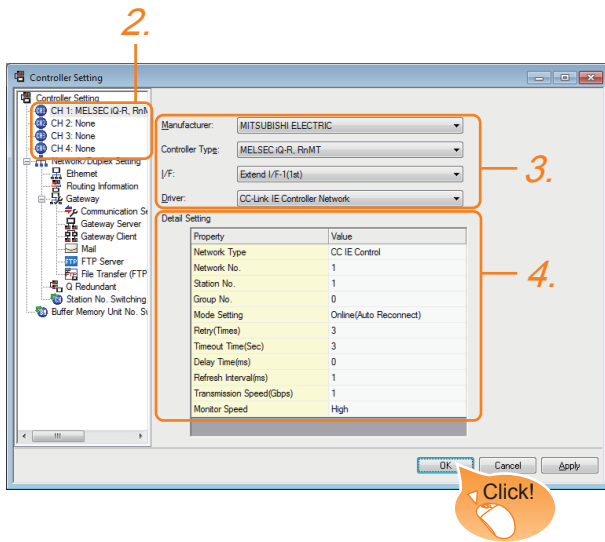 2.
Controller Setting
Controller Setting
CH 1: MELSEC iQ-R, RnM
CH 2: None
CH 3: None
CH 4: None
Network/Duplex Setting
Ethernet
Routing Information
Gateway
Communication Se
Gateway Server
Gateway Client
Mail
FTP Server
File Transfer (FTP
Q Redundant
Station No. Switching
Buffer Memory Unit No. S
Manufacturer: MITSUBISHI ELECTRIC
Controller Type: MELSEC iQ-R, RnMT
I/F: Extend I/F-1(1st)
Driver: CC-Link IE Controller Network
3.
Detail Setting
Property Value
Network Type CC IE Control
Network No. 1
Station No. 1
Group No. 0
Mode Setting Online(Auto Reconnect)
Retry(Times) 3
Timeout Time(Sec) 3
Delay Time(ms) 0
Refresh Interval(ms) 1
Transmission Speed(Gbps) 1
Monitor Speed High
4.
OK Cancel Apply
Click!